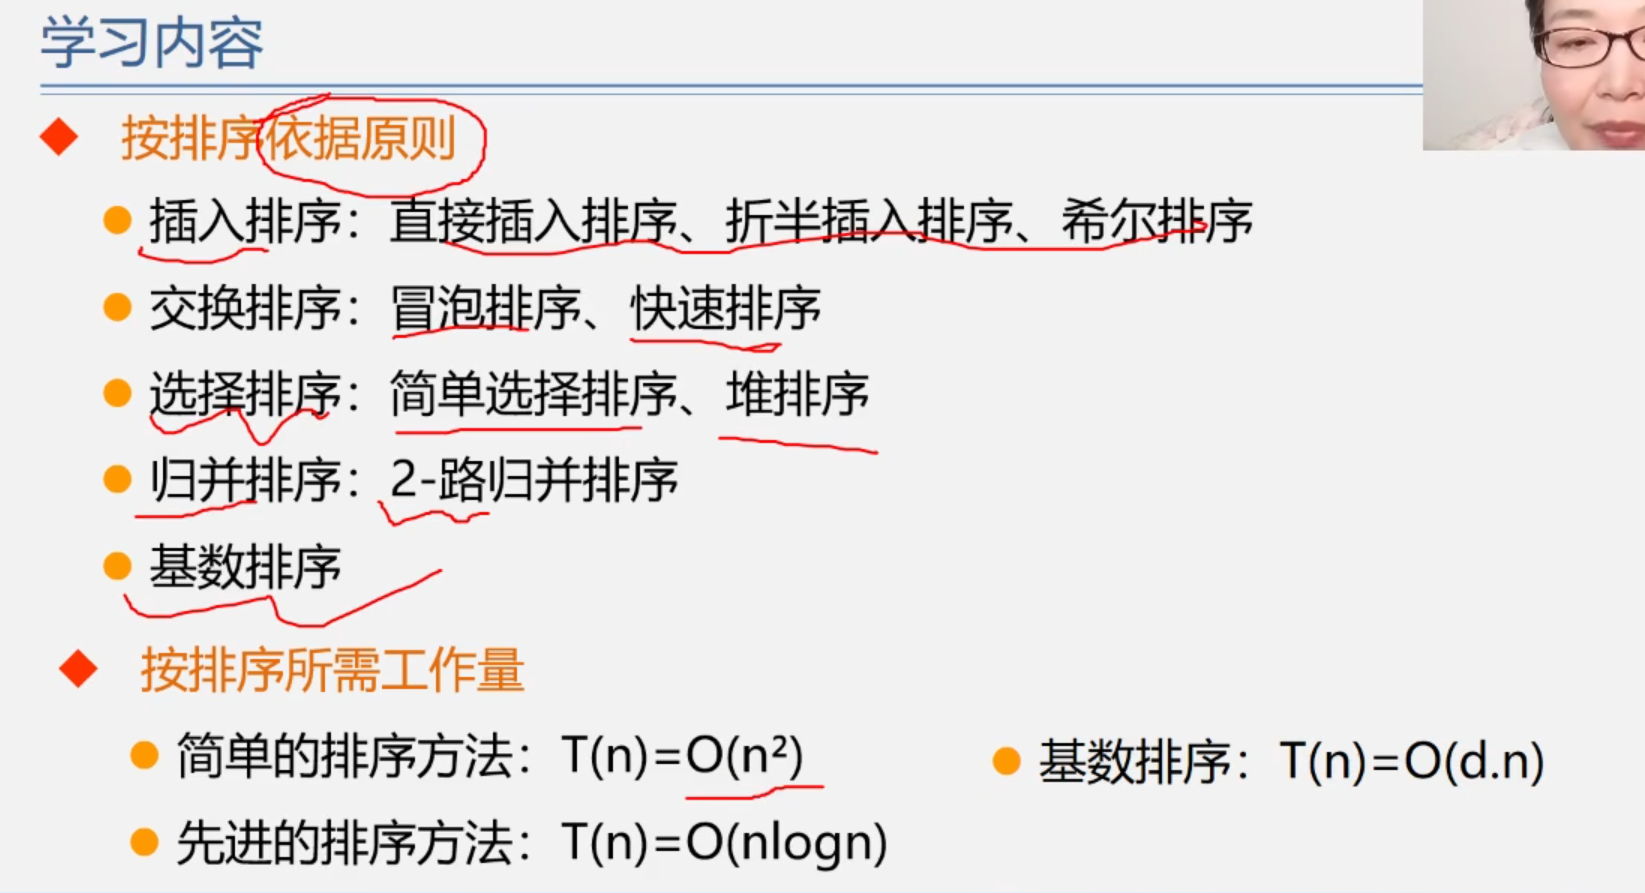 学习内容
按排序依据原则
插入排序：直接插入排序、折半插入排序、希尔排序
交换排序：冒泡排序、快速排序
选择排序：简单选择排序、堆排序
归并排序：2-路归并排序
基数排序
按排序所需工作量
简单的排序方法：T(n)=O(n²)
基数排序：T(n)=O(d.n)
先进的排序方法：T(n)=O(nlogn)